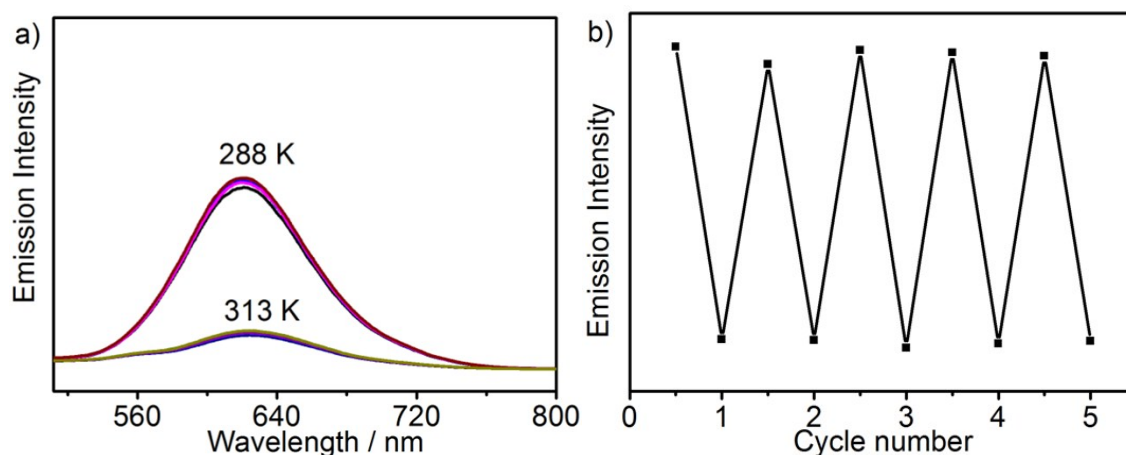 a)
Emission Intensity
288 K
313 K
560 640 720 800
Wavelength / nm
b)
Emission Intensity
0 1 2 3 4 5
Cycle number